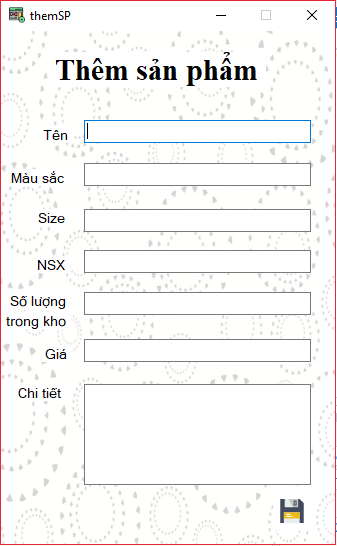 themSP
Thêm sản phẩm
Tên
Màu sắc
Size
NSX
Số lượng
trong kho
Giá
Chi tiết